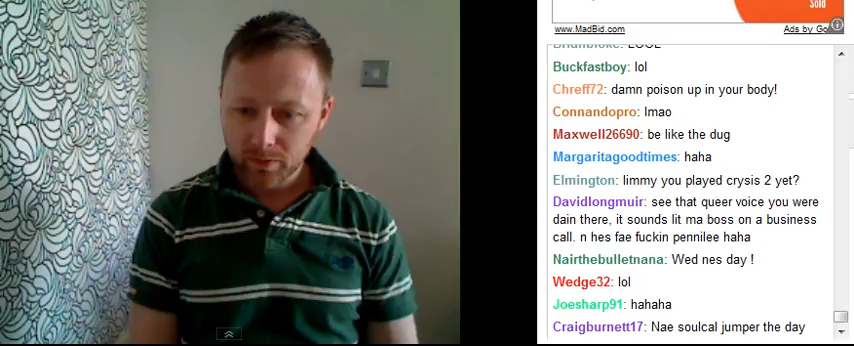 Sold
www.MadBid.com
Ads by Goo
LOOL
Buckfastboy: lol
Chreff72: damn poison up in your body!
Connandopro: lmao
Maxwell26690: be like the dug
Margaritagoodtimes: haha
Elmington: limmy you played crysis 2 yet?
Davidlongmuir: see that queer voice you were
dain there, it sounds lit ma boss on a business
call. n hes fae fuckin pennilee haha
Nairthebulletnana: Wed nes day !
Wedge32: lol
Joesharp91: hahaha
Craigburnett17: Nae soulcal jumper the day